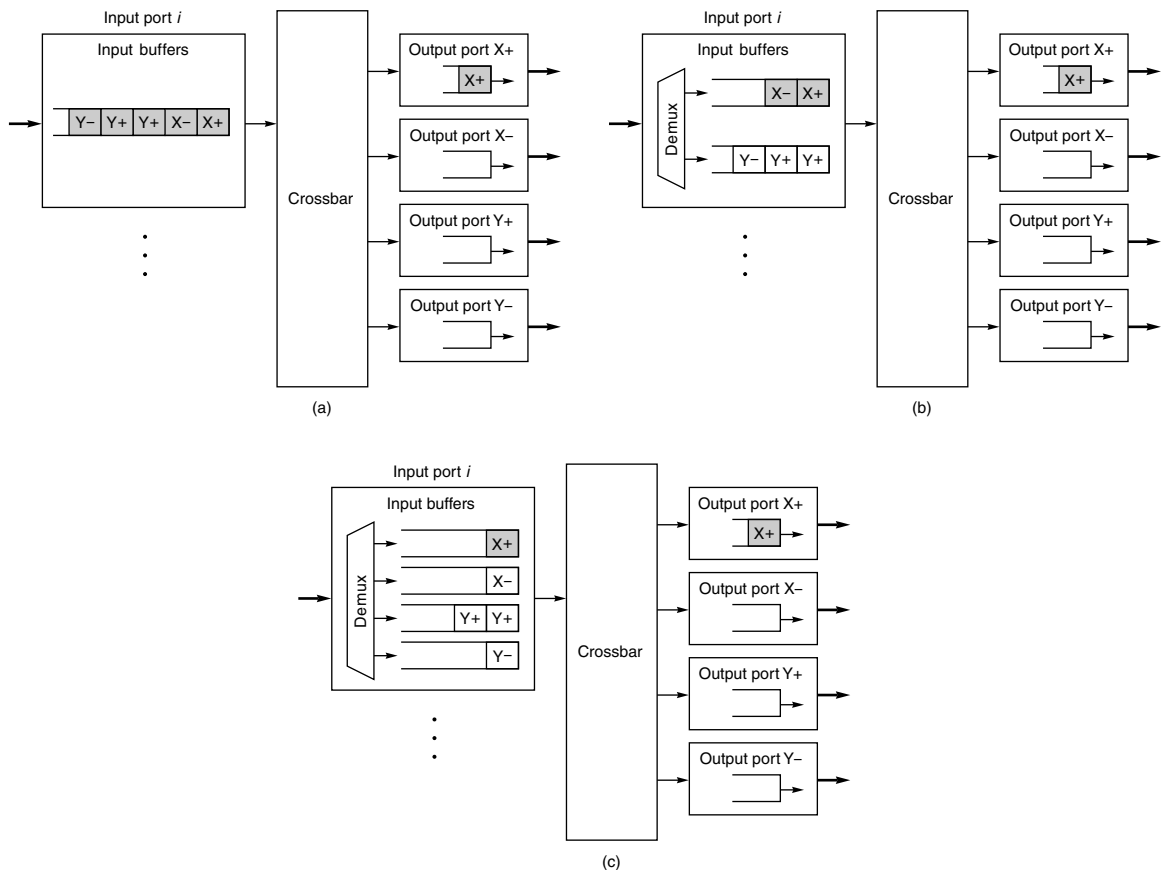 Input port i
Input buffers
Y− Y+ Y+ X− X+
Crossbar
Output port X+
X+
Output port X−
Output port Y+
Output port Y−
(a)
Input port i
Input buffers
Demux
X− X+
Y− Y+ Y+
Crossbar
Output port X+
X+
Output port X−
Output port Y+
Output port Y−
(b)
Input port i
Input buffers
Demux
X+
X−
Y+ Y+
Y−
Crossbar
Output port X+
X+
Output port X−
Output port Y+
Output port Y−
(c)